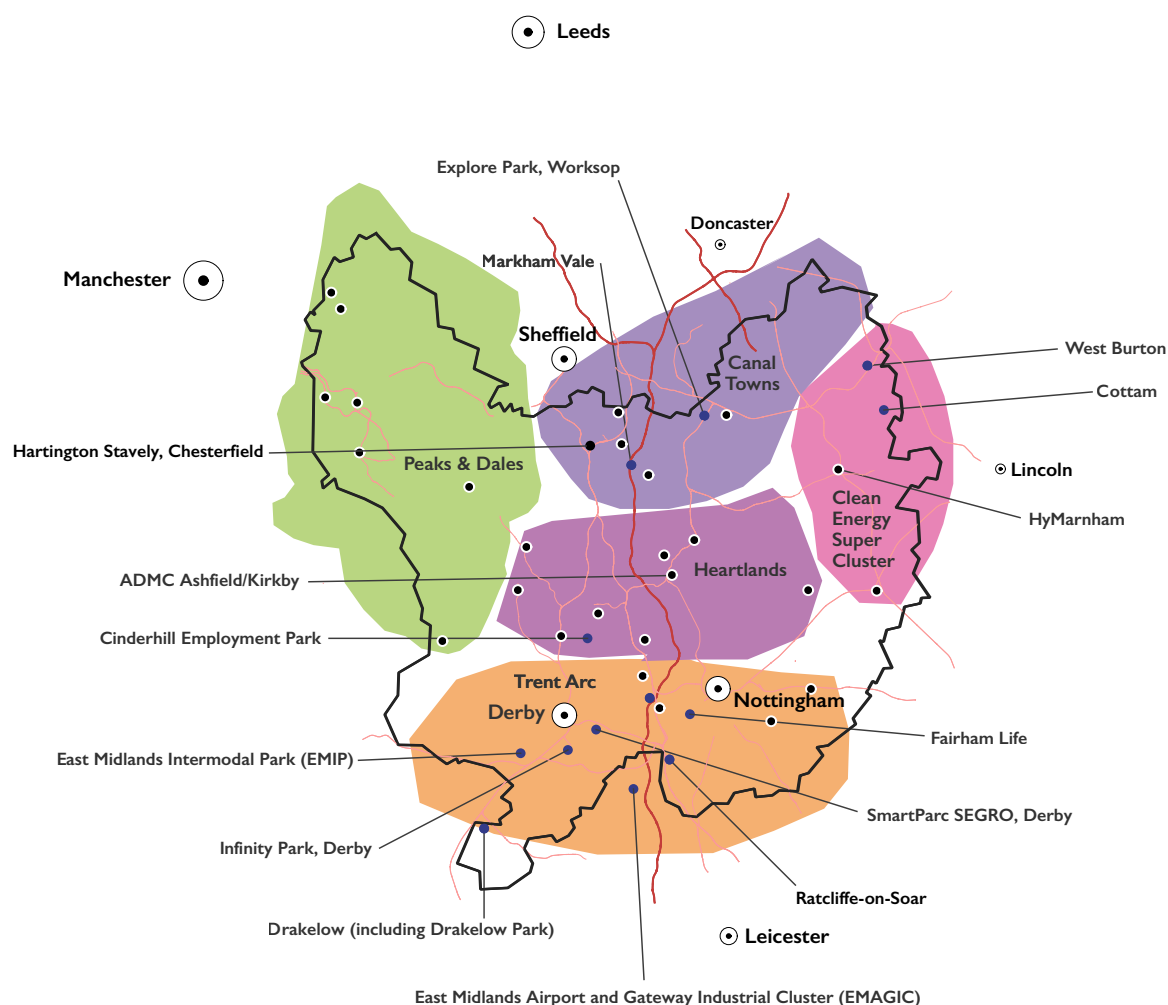 Leeds
Explore Park, Worksop
Doncaster
Markham Vale
Manchester
Sheffield
West Burton
Canal
Towns
Cottam
Hartington Stavely, Chesterfield
Peaks & Dales
Lincoln
Clean
Energy
Super
Cluster
HyMarnham
Heartlands
ADMC Ashfield/Kirkby
Cinderhill Employment Park
Trent Arc
Nottingham
Derby
Fairham Life
East Midlands Intermodal Park (EMIP)
SmartParc SEGRO, Derby
Infinity Park, Derby
Ratcliffe-on-Soar
Drakelow (including Drakelow Park)
Leicester
East Midlands Airport and Gateway Industrial Cluster (EMAGIC)